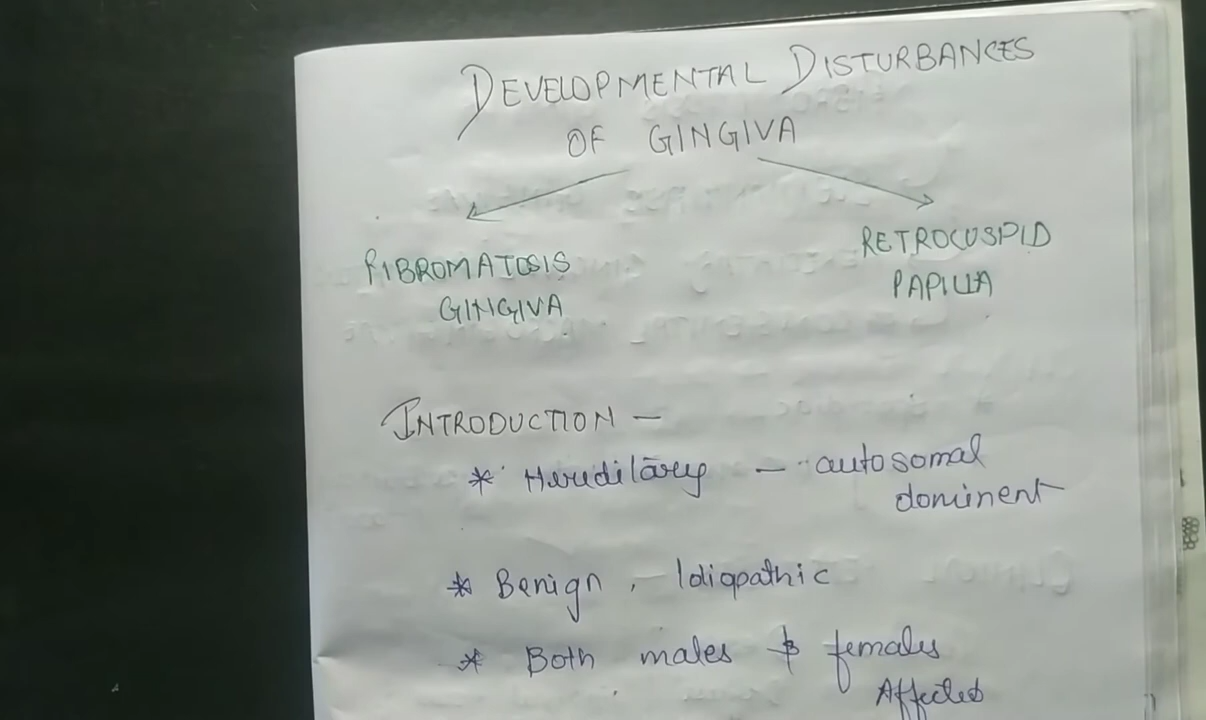 DEVELOPMENTAL DISTURBANCES
OF GINGIVA
FIBROMATOSIS
GINGIVA
RETROCUSPID
PAPILLA
INTRODUCTION -
* Heredilary - autosomal
dominent
* Benign, Idiopathic
* Both males & females
Affected